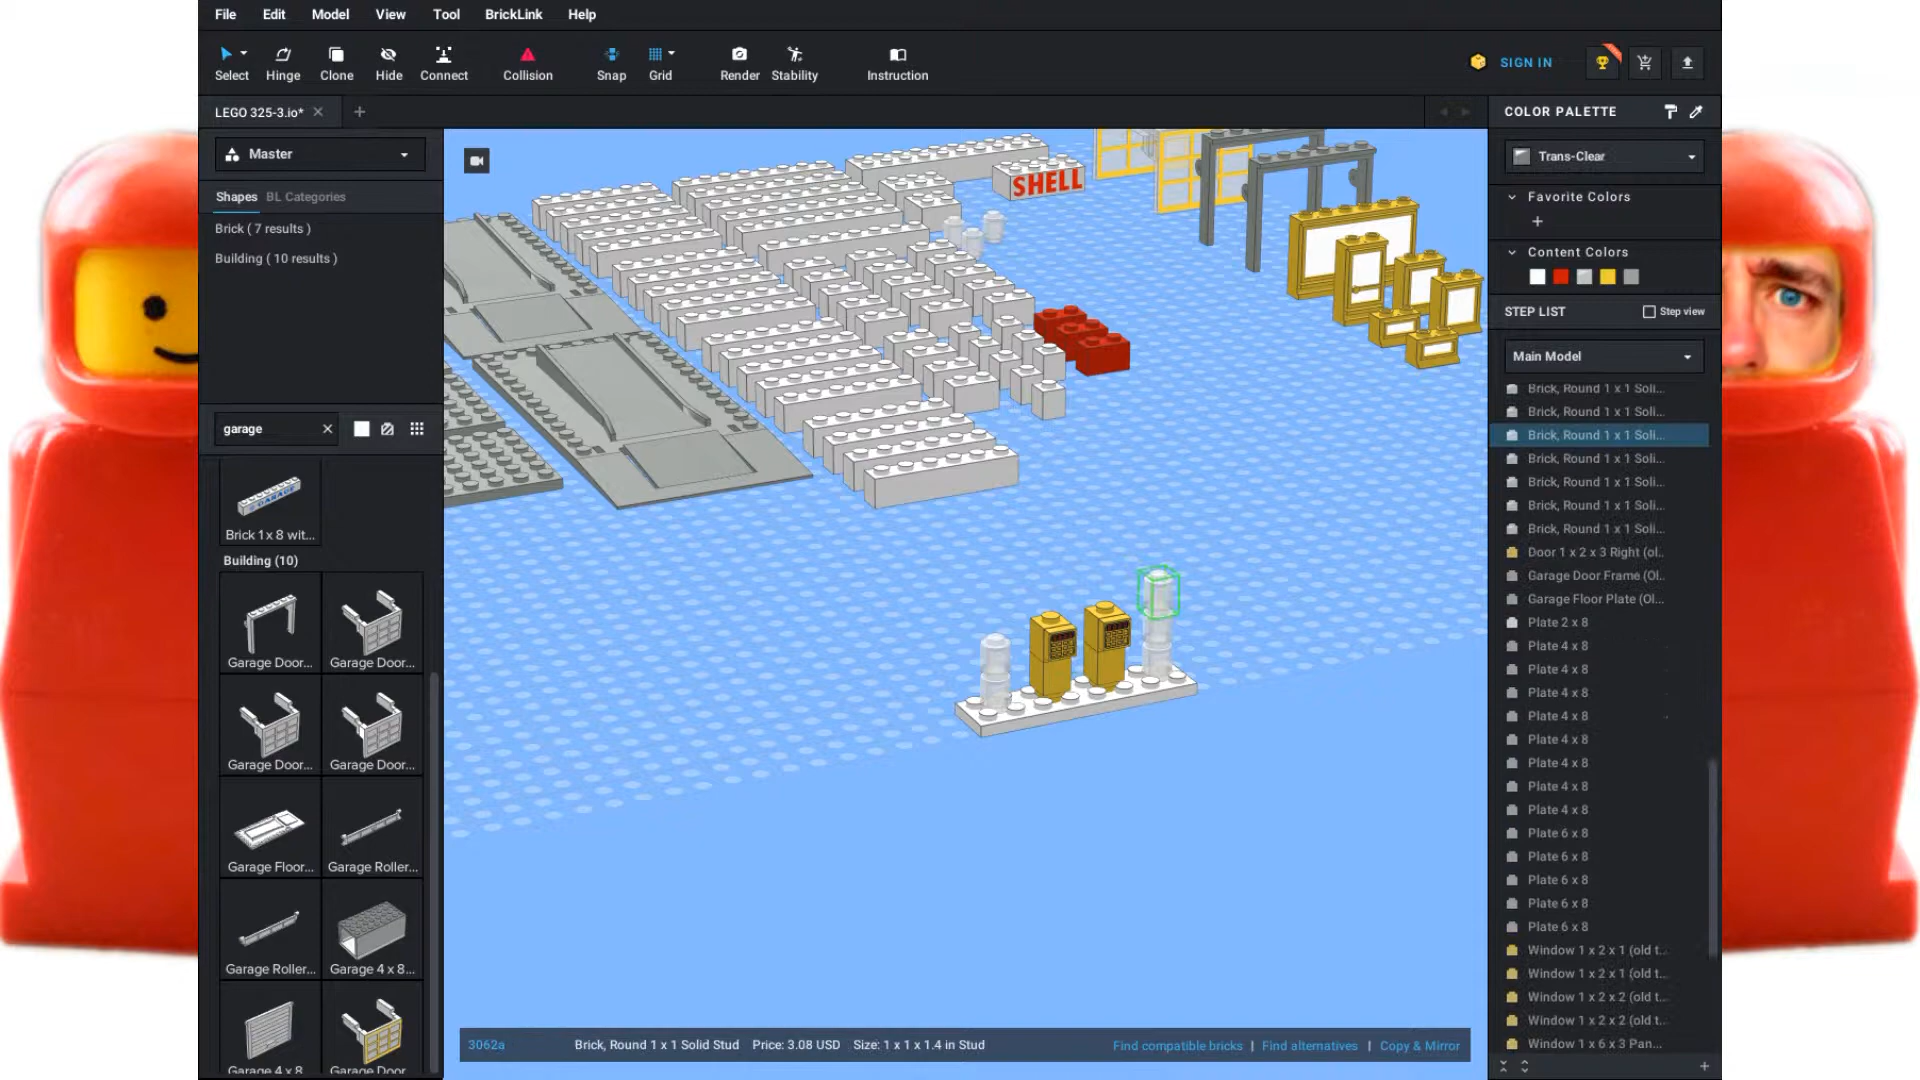 File Edit Model View Tool BrickLink Help
Select Hinge Clone Hide Connect Collision Snap Grid Render Stability Instruction SIGN IN
LEGO 325-3.io*
COLOR PALETTE
Master
Trans-Clear
Shapes BL Categories
Favorite Colors
Brick ( 7 results )
Building ( 10 results )
Content Colors
SHELL
STEP LIST Step view
Main Model
Brick, Round 1 x 1 Soli...
Brick, Round 1 x 1 Soli...
Brick, Round 1 x 1 Soli...
Brick, Round 1 x 1 Soli...
Brick, Round 1 x 1 Soli...
Brick, Round 1 x 1 Soli...
Brick, Round 1 x 1 Soli...
Door 1 x 2 x 3 Right (ol..
Garage Door Frame (Ol..
Garage Floor Plate (Ol...
Plate 2 x 8
Plate 4 x 8
Plate 4 x 8
Plate 4 x 8
Plate 4 x 8
Plate 4 x 8
Plate 4 x 8
Plate 4 x 8
Plate 4 x 8
Plate 6 x 8
Plate 6 x 8
Plate 6 x 8
Plate 6 x 8
Plate 6 x 8
Window 1 x 2 x 1 (old t...
Window 1 x 2 x 1 (old t...
Window 1 x 2 x 2 (old t...
Window 1 x 2 x 2 (old t...
Window 1 x 6 x 3 Pan...
garage
GARAGE
Brick 1 x 8 wit...
Building (10)
Garage Door... Garage Door...
Garage Door... Garage Door...
Garage Floor... Garage Roller...
Garage Roller... Garage 4 x 8...
Garage 4 x 8 Garage Door
3062a Brick, Round 1 x 1 Solid Stud Price: 3.08 USD Size: 1 x 1 x 1.4 in Stud Find compatible bricks | Find alternatives | Copy & Mirror